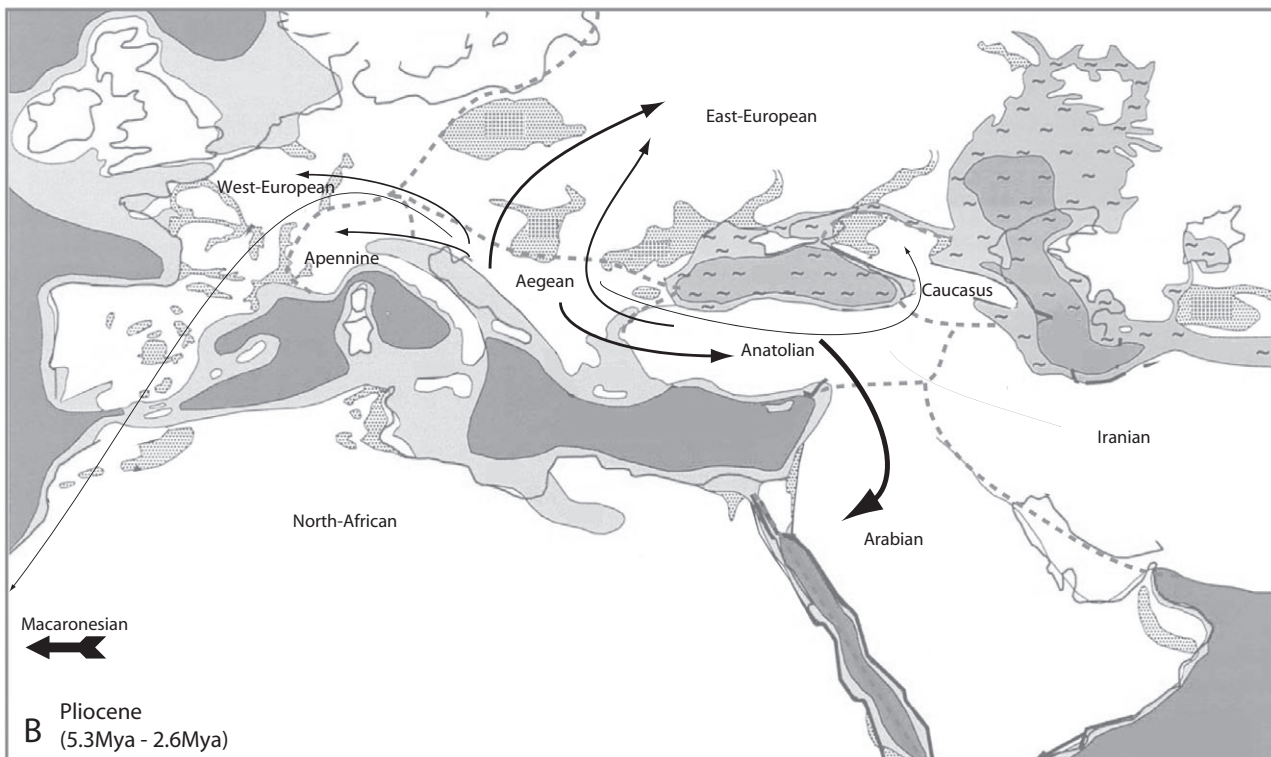 East-European
West-European
Apennine
Aegean
Caucasus
Anatolian
Iranian
North-African
Arabian
Macaronesian
B
Pliocene
(5.3Mya - 2.6Mya)